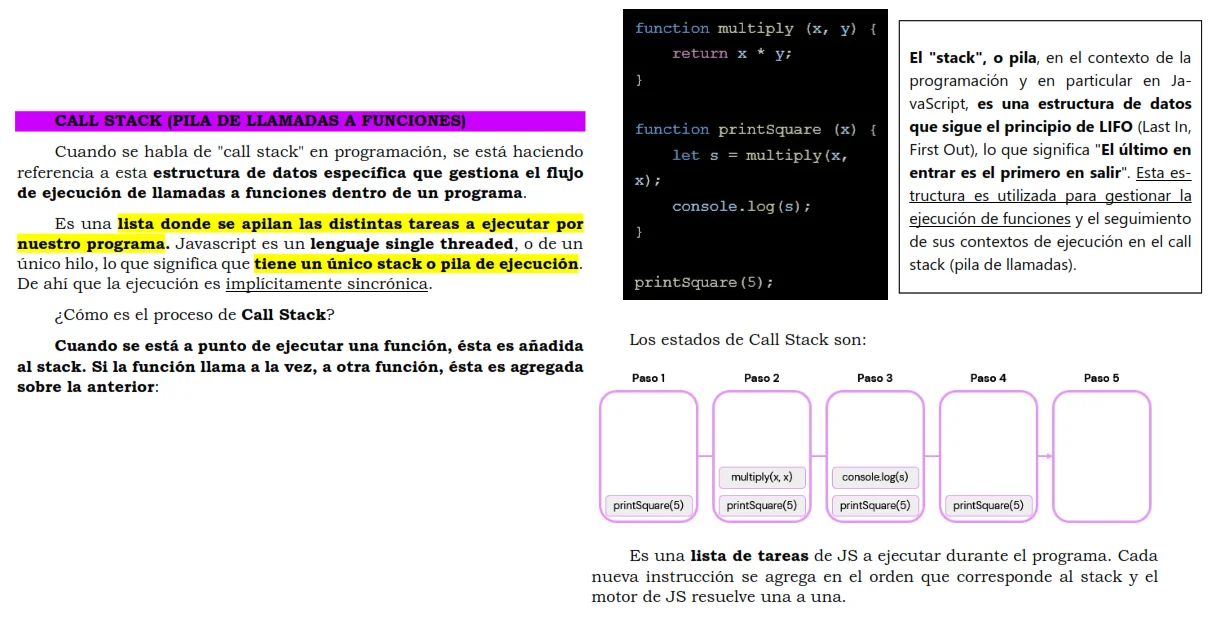 CALL STACK (PILA DE LLAMADAS A FUNCIONES)
Cuando se habla de "call stack" en programación, se está haciendo
referencia a esta estructura de datos específica que gestiona el flujo
de ejecución de llamadas a funciones dentro de un programa.
Es una lista donde se apilan las distintas tareas a ejecutar por
nuestro programa. Javascript es un lenguaje single threaded, o de un
único hilo, lo que significa que tiene un único stack o pila de ejecución.
De ahí que la ejecución es implícitamente sincrónica.
¿Cómo es el proceso de Call Stack?
Cuando se está a punto de ejecutar una función, ésta es añadida
al stack. Si la función llama a la vez, a otra función, ésta es agregada
sobre la anterior:
function multiply (x, y) {
return x * y;
}
function printSquare (x) {
let s = multiply(x,
x);
console.log(s);
}
printSquare(5);
El "stack", o pila, en el contexto de la
programación y en particular en Ja-
vaScript, es una estructura de datos
que sigue el principio de LIFO (Last In,
First Out), lo que significa "El último en
entrar es el primero en salir". Esta es-
tructura es utilizada para gestionar la
ejecución de funciones y el seguimiento
de sus contextos de ejecución en el call
stack (pila de llamadas).
Los estados de Call Stack son:
Paso 1 Paso 2 Paso 3 Paso 4 Paso 5
multiply(x, x) console.log(s)
printSquare(5) printSquare(5) printSquare(5) printSquare(5)
Es una lista de tareas de JS a ejecutar durante el programa. Cada
nueva instrucción se agrega en el orden que corresponde al stack y el
motor de JS resuelve una a una.